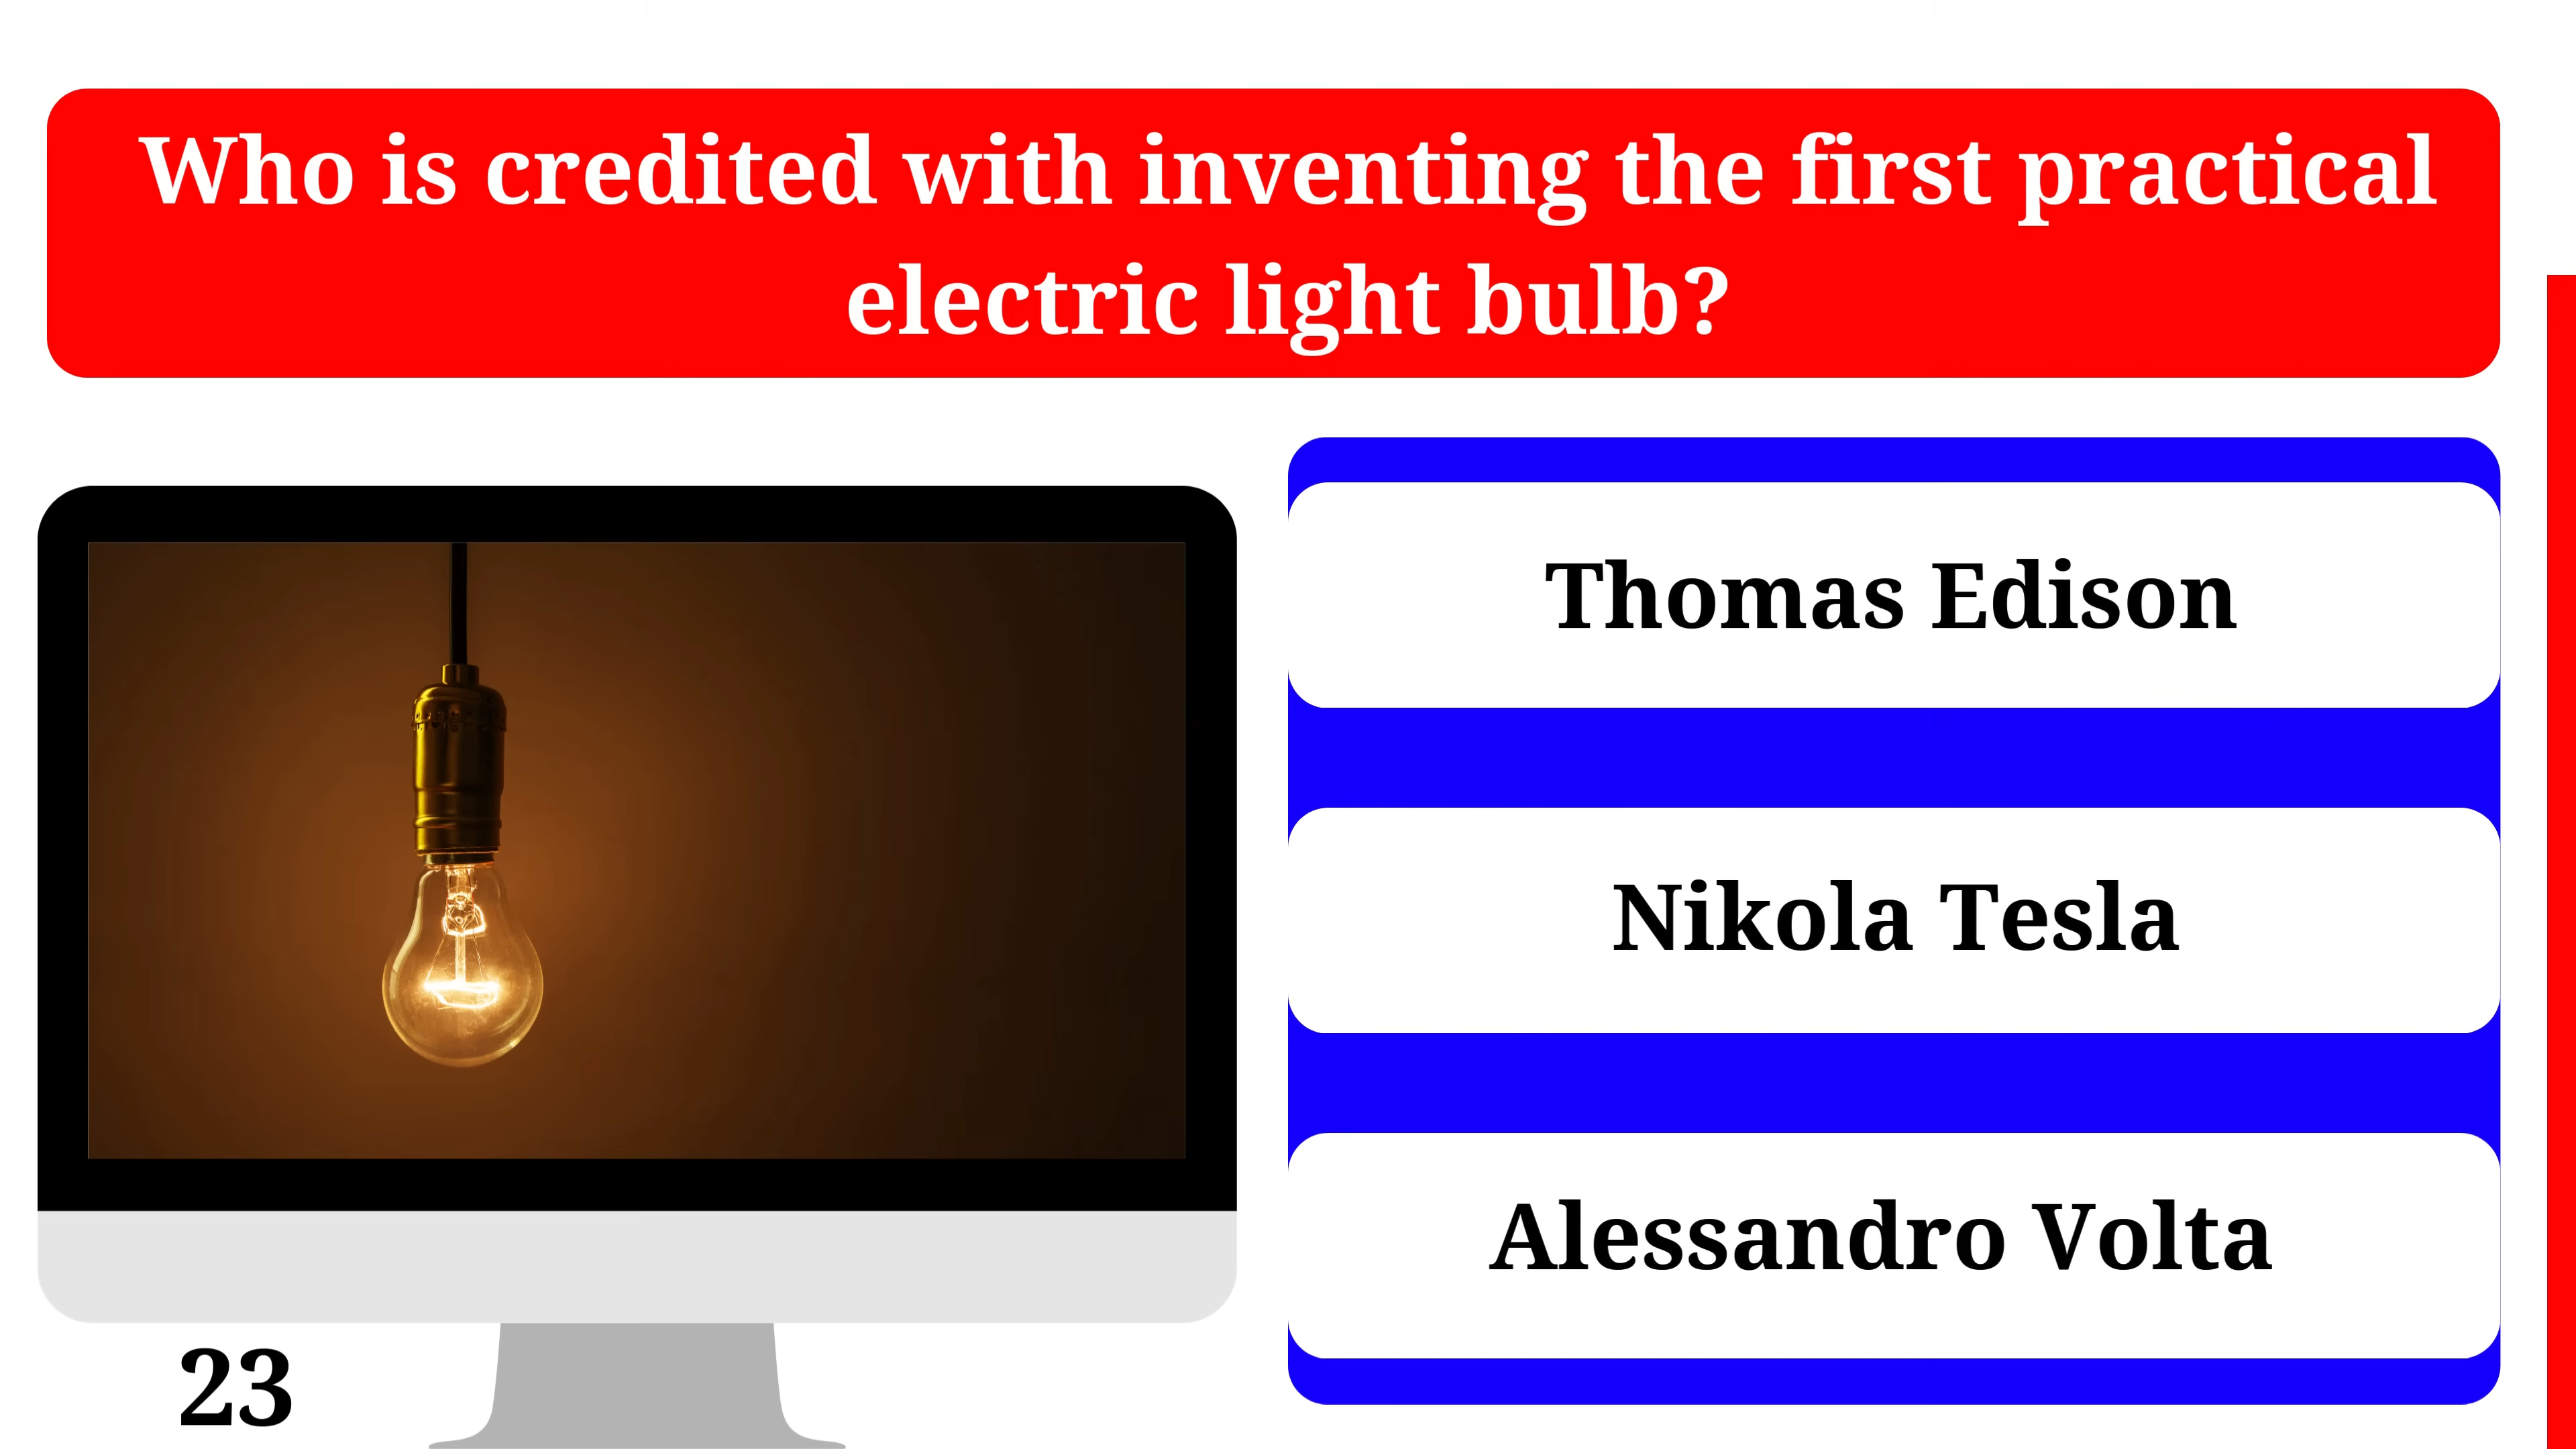 Who is credited with inventing the first practical
electric light bulb?
Thomas Edison
Nikola Tesla
Alessandro Volta
23